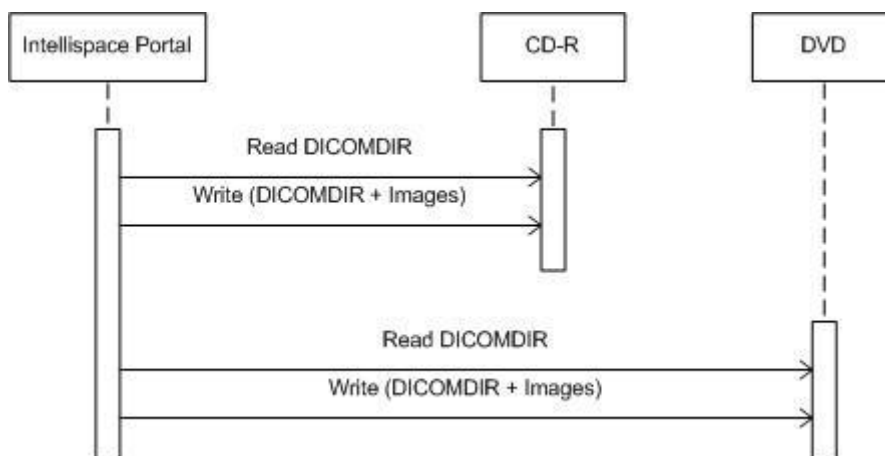 Intellispace Portal
CD-R
DVD
Read DICOMDIR
Write (DICOMDIR + Images)
Read DICOMDIR
Write (DICOMDIR + Images)